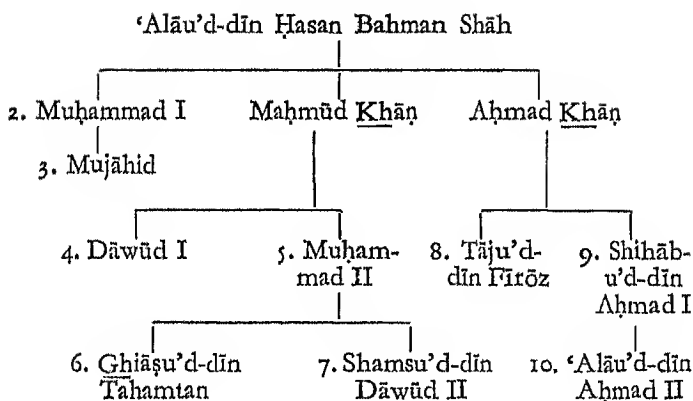 ‘Alāu’d-dīn Ḥasan Bahman Shāh
2. Muḥammad I Maḥmūd Khāṇ Aḥmad Khāṇ
3. Mujāhid
4. Dāwūd I 5. Muḥam-mad II 8. Tāju’d-dīn Fīrōz 9. Shihāb-u’d-dīn Aḥmad I
6. Ghiāṣu’d-dīn Tahamtan 7. Shamsu’d-dīn Dāwūd II 10. ‘Alāu’d-dīn Aḥmad II